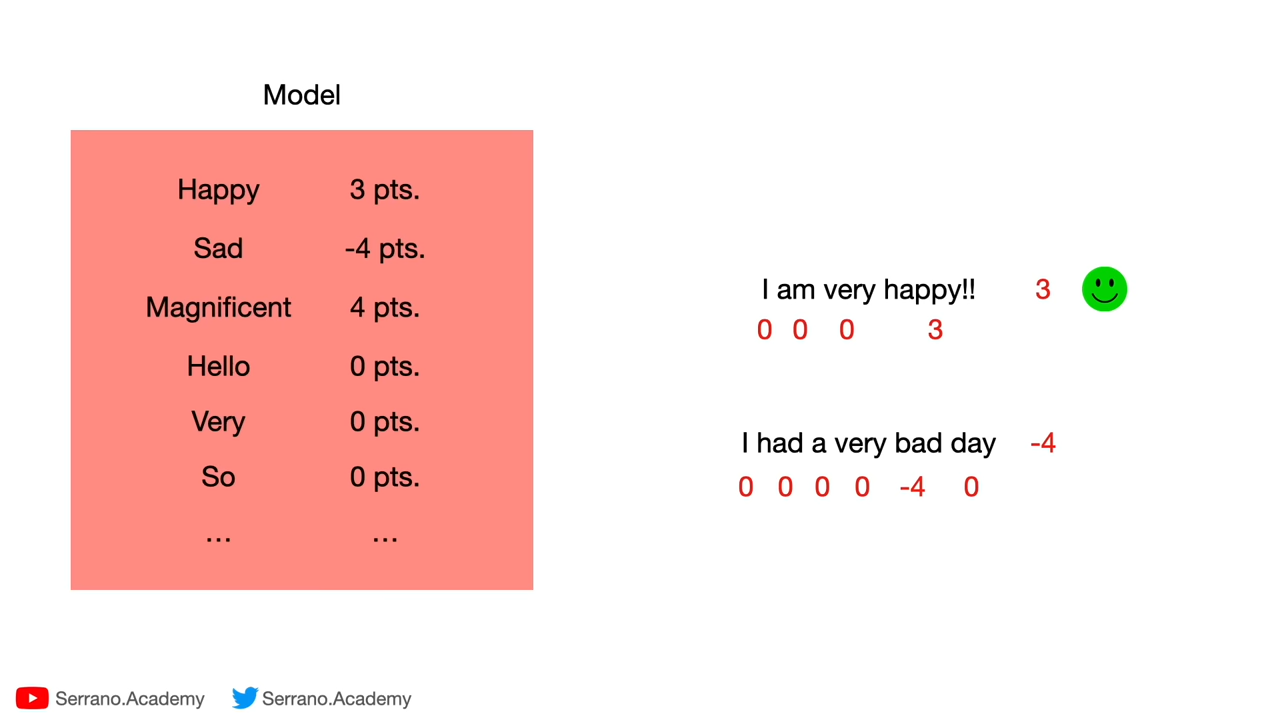 Model
Happy 3 pts.
Sad -4 pts.
Magnificent 4 pts.
Hello 0 pts.
Very 0 pts.
So 0 pts.
... ...
I am very happy!! 3
0 0 0 3
I had a very bad day -4
0 0 0 0 -4 0
Serrano.Academy Serrano.Academy